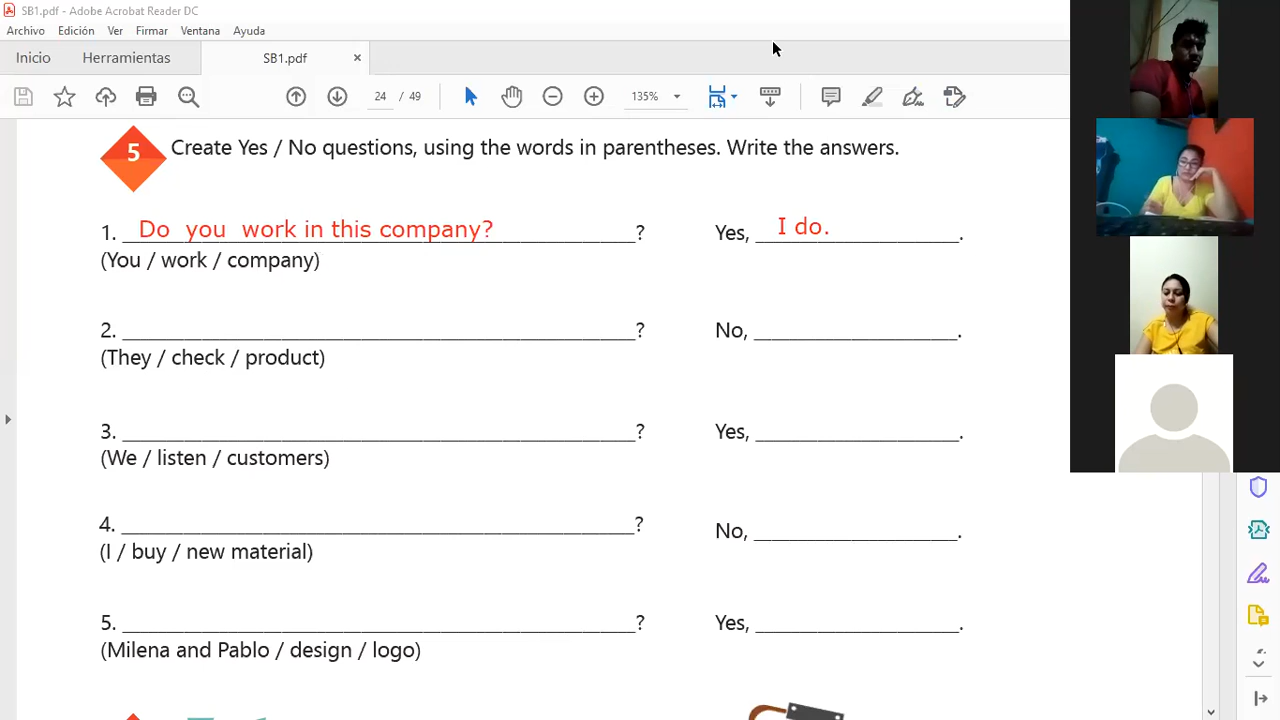 SB1.pdf - Adobe Acrobat Reader DC
Archivo Edición Ver Firmar Ventana Ayuda
Inicio Herramientas SB1.pdf ×
24 / 49 135%
5 Create Yes / No questions, using the words in parentheses. Write the answers.
1. Do you work in this company? ? Yes, I do. .
(You / work / company)
2. ? No, .
(They / check / product)
3. ? Yes, .
(We / listen / customers)
4. ? No, .
(I / buy / new material)
5. ? Yes, .
(Milena and Pablo / design / logo)